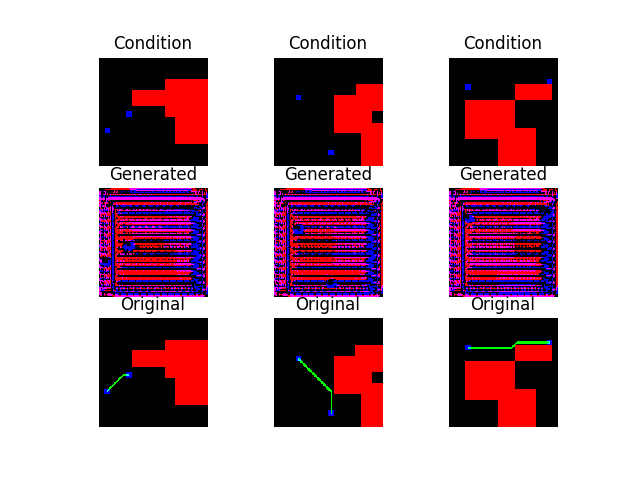 Condition Condition Condition
Generated Generated Generated
Original Original Original